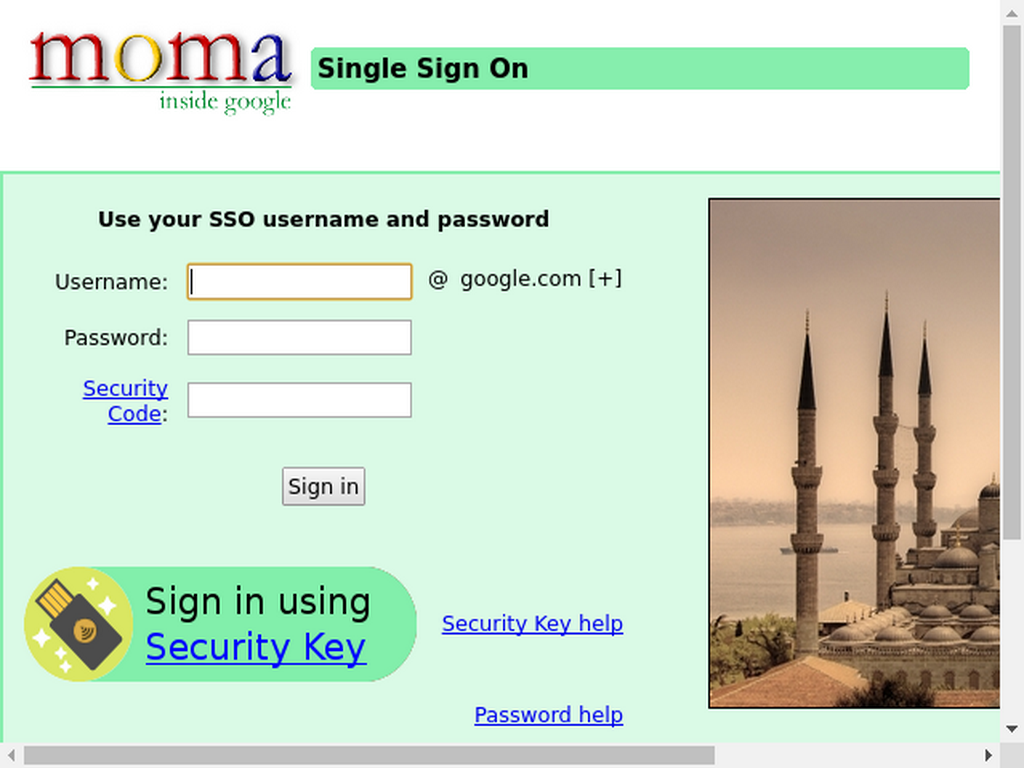 moma
inside google
Single Sign On
Use your SSO username and password
Username:
@ google.com [+]
Password:
Security
Code:
Sign in
Sign in using
Security Key
Security Key help
Password help